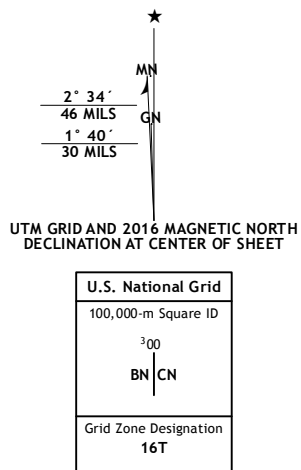 ★
MN
2° 34´
46 MILS
GN
1° 40´
30 MILS
UTM GRID AND 2016 MAGNETIC NORTH
DECLINATION AT CENTER OF SHEET
U.S. National Grid
100,000-m Square ID
³00
BN CN
Grid Zone Designation
16T